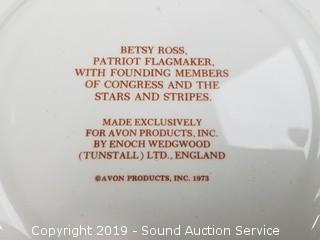 BETSY ROSS,
PATRIOT FLAGMAKER,
WITH FOUNDING MEMBERS
OF CONGRESS AND THE
STARS AND STRIPES.
MADE EXCLUSIVELY
FOR AVON PRODUCTS, INC.
BY ENOCH WEDGWOOD
(TUNSTALL) LTD., ENGLAND
©AVON PRODUCTS, INC. 1973
Copyright 2019 - Sound Auction Service